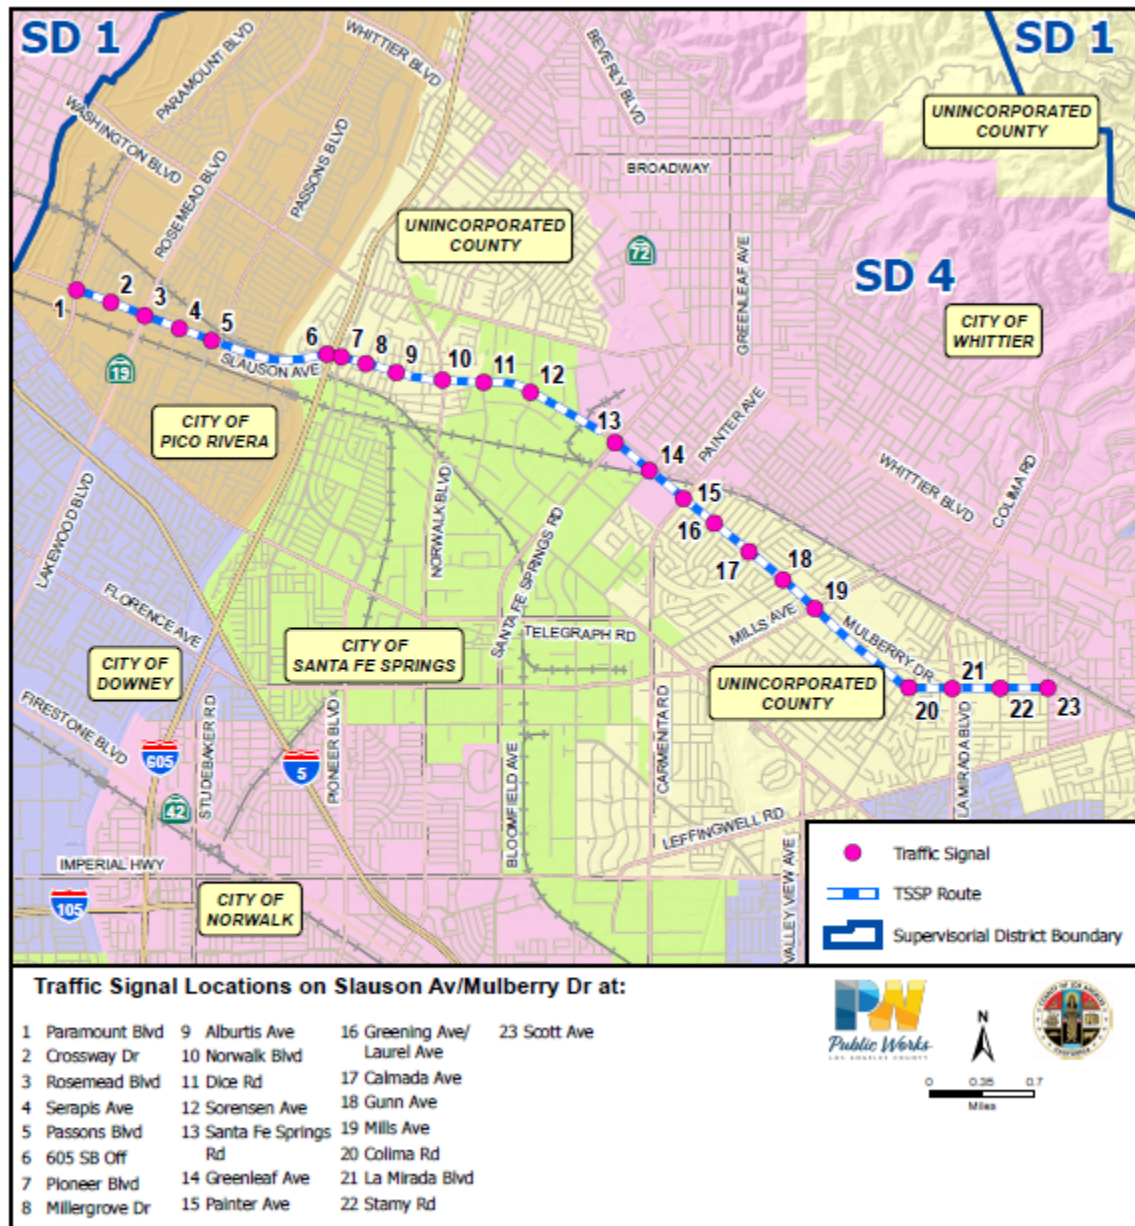 SD 1
SD 1
PARAMOUNT BLVD
WHITTIER BLVD
BEVERLY BLVD
WASHINGTON BLVD
ROSEMEAD BLVD
PASSONS BLVD
UNINCORPORATED
COUNTY
BROADWAY
UNINCORPORATED
COUNTY
72
GREENLEAF AVE
SD 4
CITY OF
WHITTIER
1
2
3
4
5
6
7
8
9
10
11
12
13
14
15
16
17
18
19
20
21
22
23
SLAUSON AVE
19
CITY OF
PICO RIVERA
PAINTER AVE
WHITTIER BLVD
COLIMA RD
LAKEWOOD BLVD
NORWALK BLVD
SANTA FE SPRINGS RD
FLORENCE AVE
TELEGRAPH RD
MILLS AVE
MULBERRY DR
CITY OF
SANTA FE SPRINGS
CITY OF
DOWNEY
UNINCORPORATED
COUNTY
FIRESTONE BLVD
STUDEBAKER RD
PIONEER BLVD
CARMENITA RD
LA MIRADA BLVD
605
5
42
BLOOMFIELD AVE
LEFFINGWELL RD
VALLEY VIEW AVE
IMPERIAL HWY
105
CITY OF
NORWALK
Traffic Signal
TSSP Route
Supervisorial District Boundary
Traffic Signal Locations on Slauson Av/Mulberry Dr at:
1 Paramount Blvd
2 Crossway Dr
3 Rosemead Blvd
4 Serapis Ave
5 Passons Blvd
6 605 SB Off
7 Pioneer Blvd
8 Millergrove Dr
9 Alburtis Ave
10 Norwalk Blvd
11 Dice Rd
12 Sorensen Ave
13 Santa Fe Springs
Rd
14 Greenleaf Ave
15 Painter Ave
16 Greening Ave/
Laurel Ave
17 Calmada Ave
18 Gunn Ave
19 Mills Ave
20 Colima Rd
21 La Mirada Blvd
22 Stamy Rd
23 Scott Ave
PW
Public Works
LOS ANGELES COUNTY
N
0 0.35 0.7
Miles